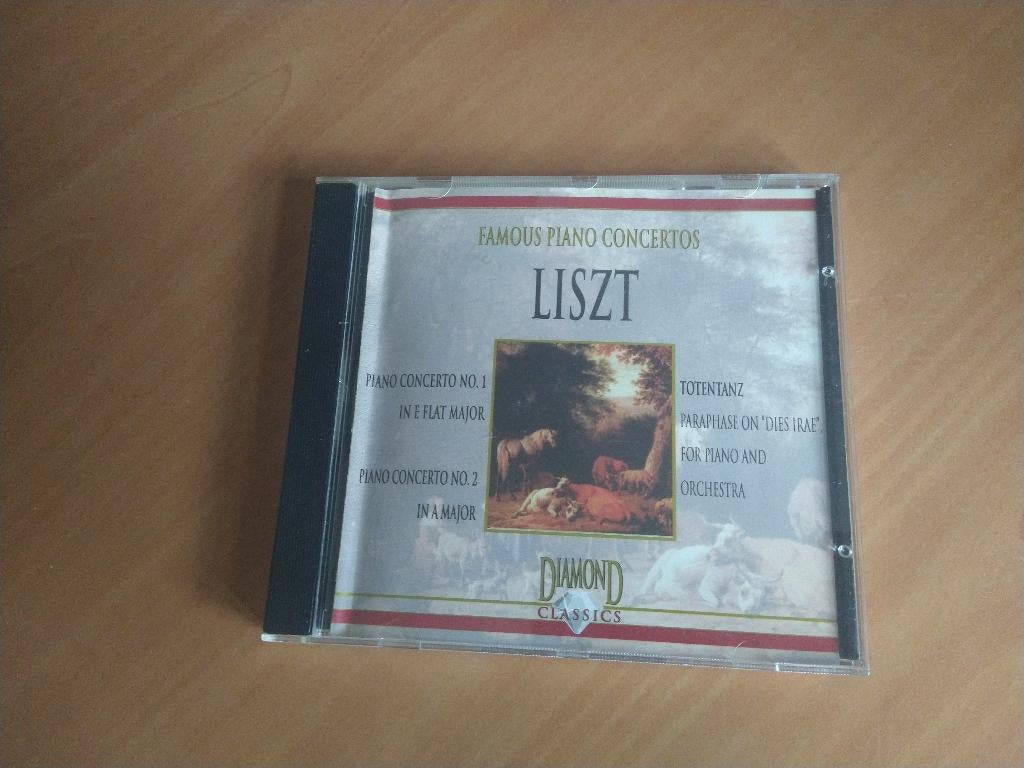 FAMOUS PIANO CONCERTOS
LISZT
PIANO CONCERTO NO. 1
IN E FLAT MAJOR
PIANO CONCERTO NO. 2
IN A MAJOR
TOTENTANZ
PARAPHASE ON "DIES IRAE",
FOR PIANO AND
ORCHESTRA
DIAMOND
CLASSICS